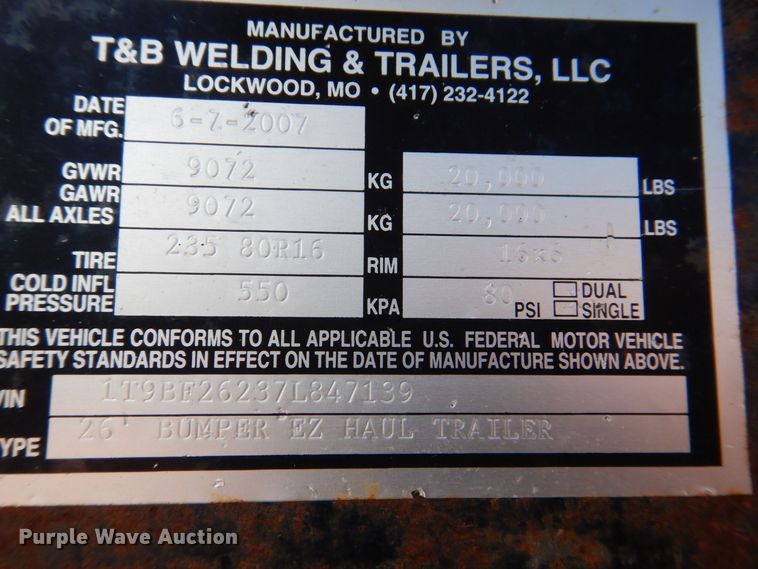 MANUFACTURED BY
T&B WELDING & TRAILERS, LLC
LOCKWOOD, MO • (417) 232-4122
DATE OF MFG. 6-7-2007
GVWR 9072 KG 20,000 LBS
GAWR ALL AXLES 9072 KG 20,000 LBS
TIRE 235 80R16 RIM 16x6
COLD INFL PRESSURE 550 KPA 80 PSI DUAL SINGLE
THIS VEHICLE CONFORMS TO ALL APPLICABLE U.S. FEDERAL MOTOR VEHICLE
SAFETY STANDARDS IN EFFECT ON THE DATE OF MANUFACTURE SHOWN ABOVE.
VIN 1T9BF26237L847139
TYPE 26' BUMPER EZ HAUL TRAILER
Purple Wave Auction